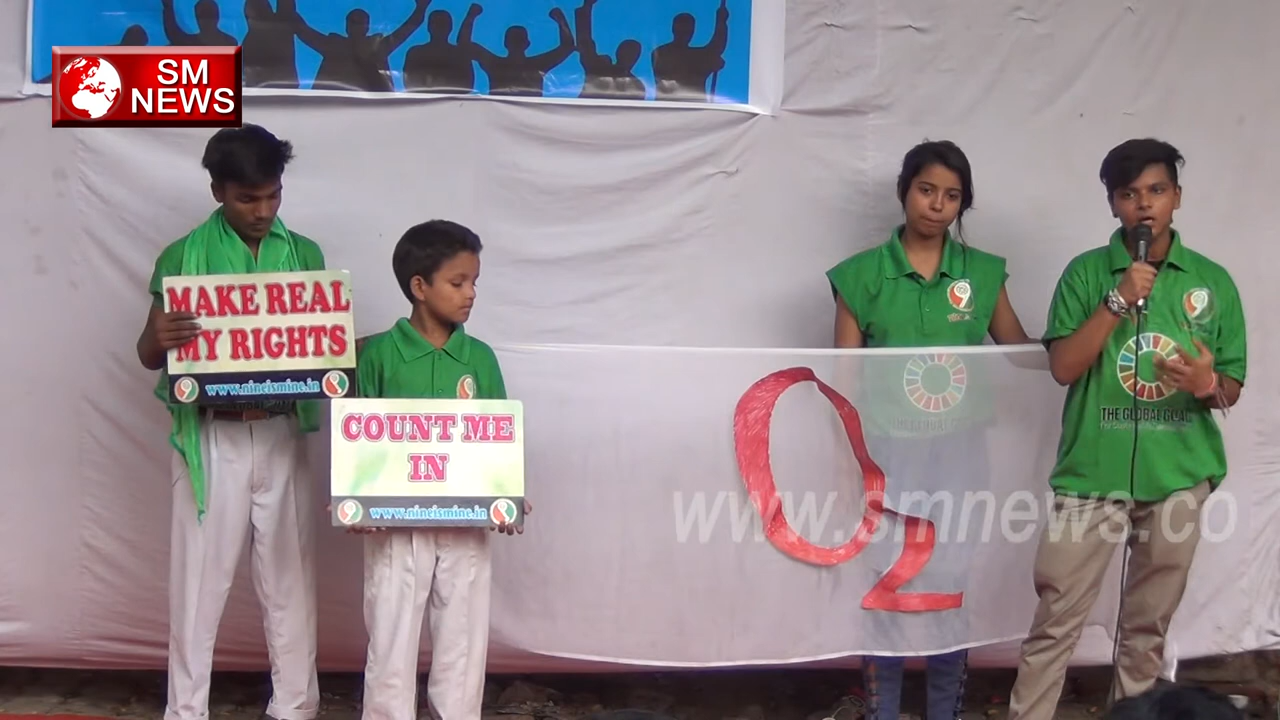 SM
NEWS
MAKE REAL
MY RIGHTS
www.nineismine.in
COUNT ME
IN
www.nineismine.in
O2
THE GLOBAL GOAL
www.smnews.co